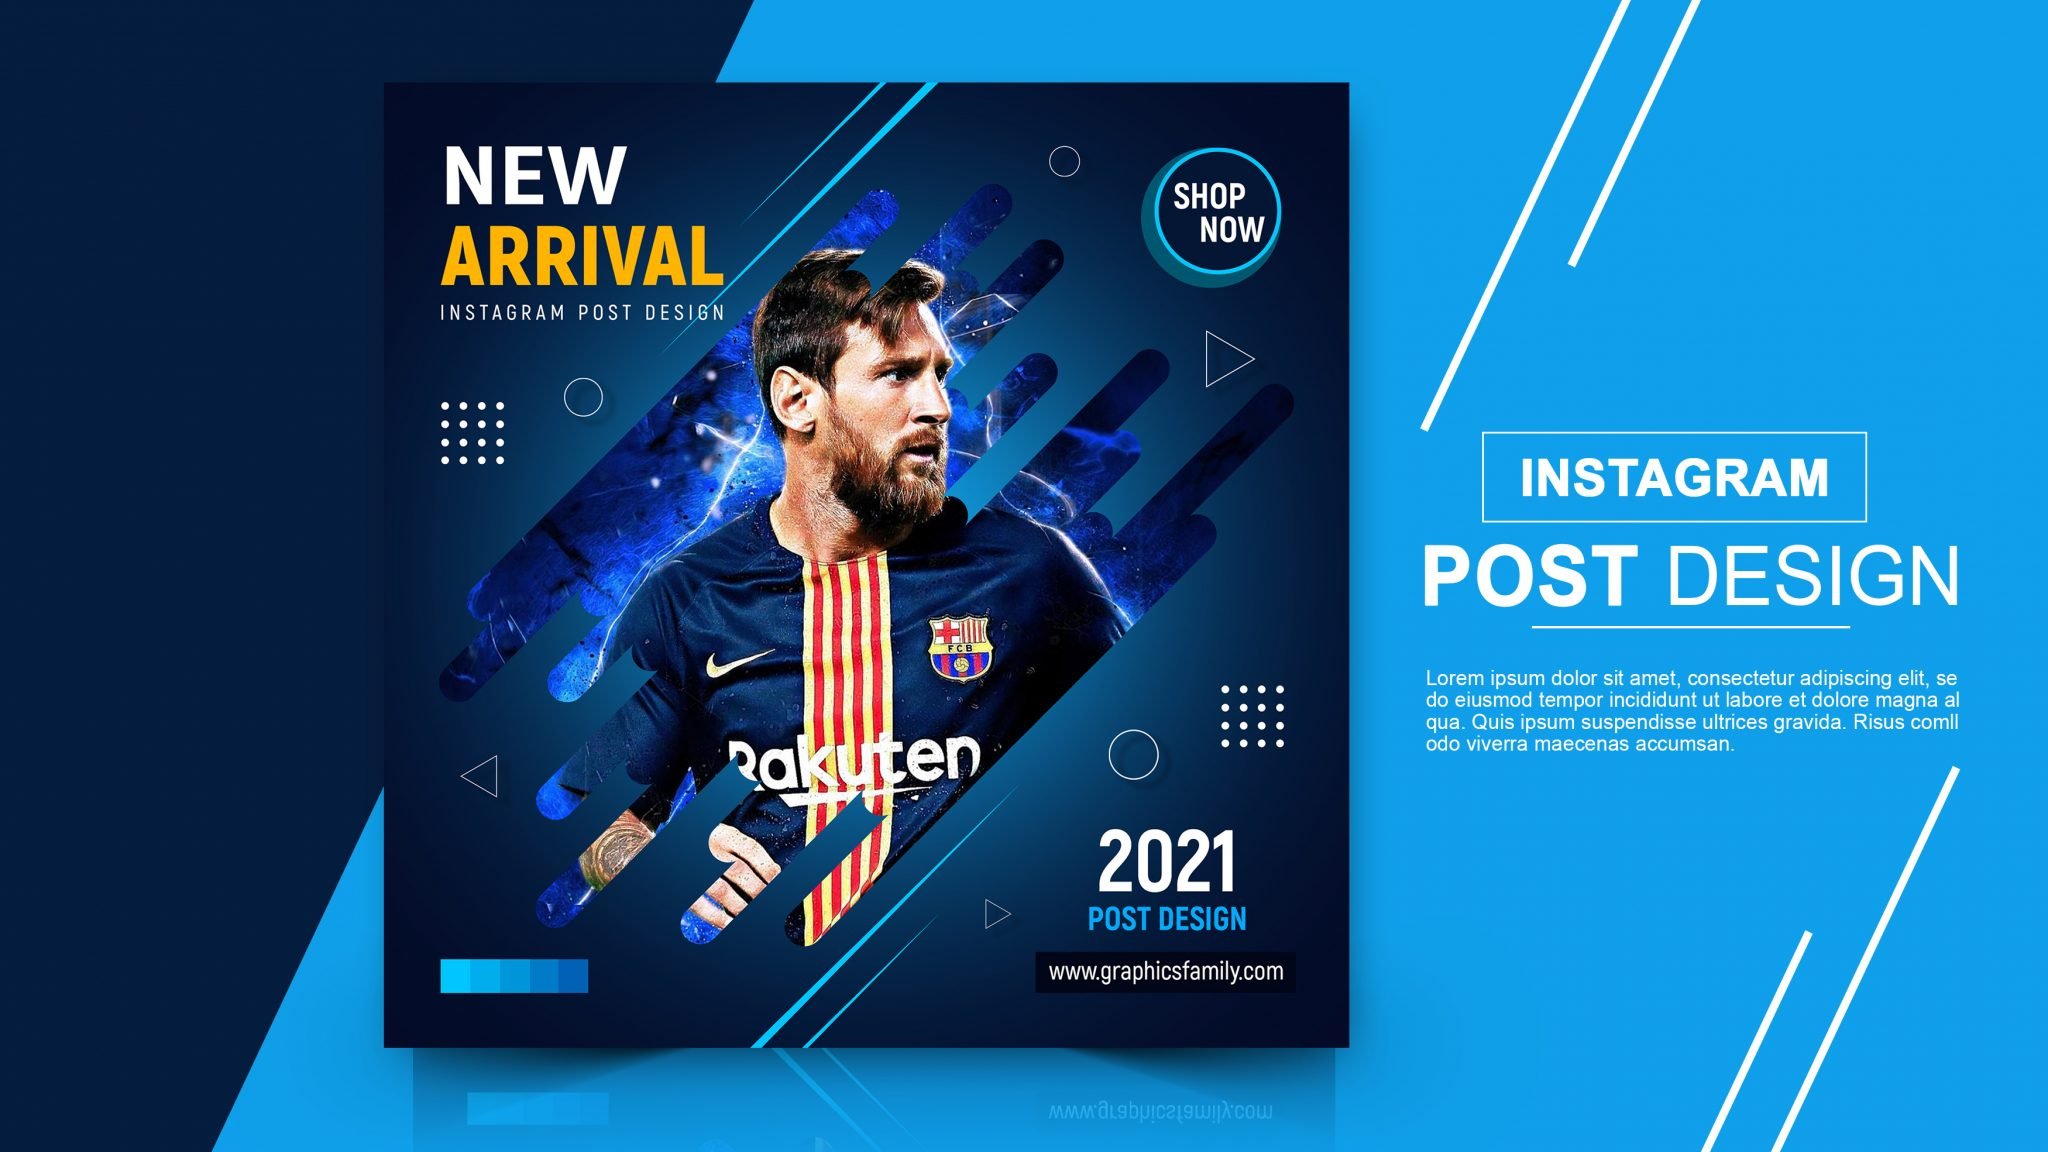 NEW
ARRIVAL
INSTAGRAM POST DESIGN
SHOP
NOW
FCB
Rakuten
2021
POST DESIGN
www.graphicsfamily.com
INSTAGRAM
POST DESIGN
Lorem ipsum dolor sit amet, consectetur adipiscing elit, se
do eiusmod tempor incididunt ut labore et dolore magna al
qua. Quis ipsum suspendisse ultrices gravida. Risus comll
odo viverra maecenas accumsan.
www.graphicsfamily.com